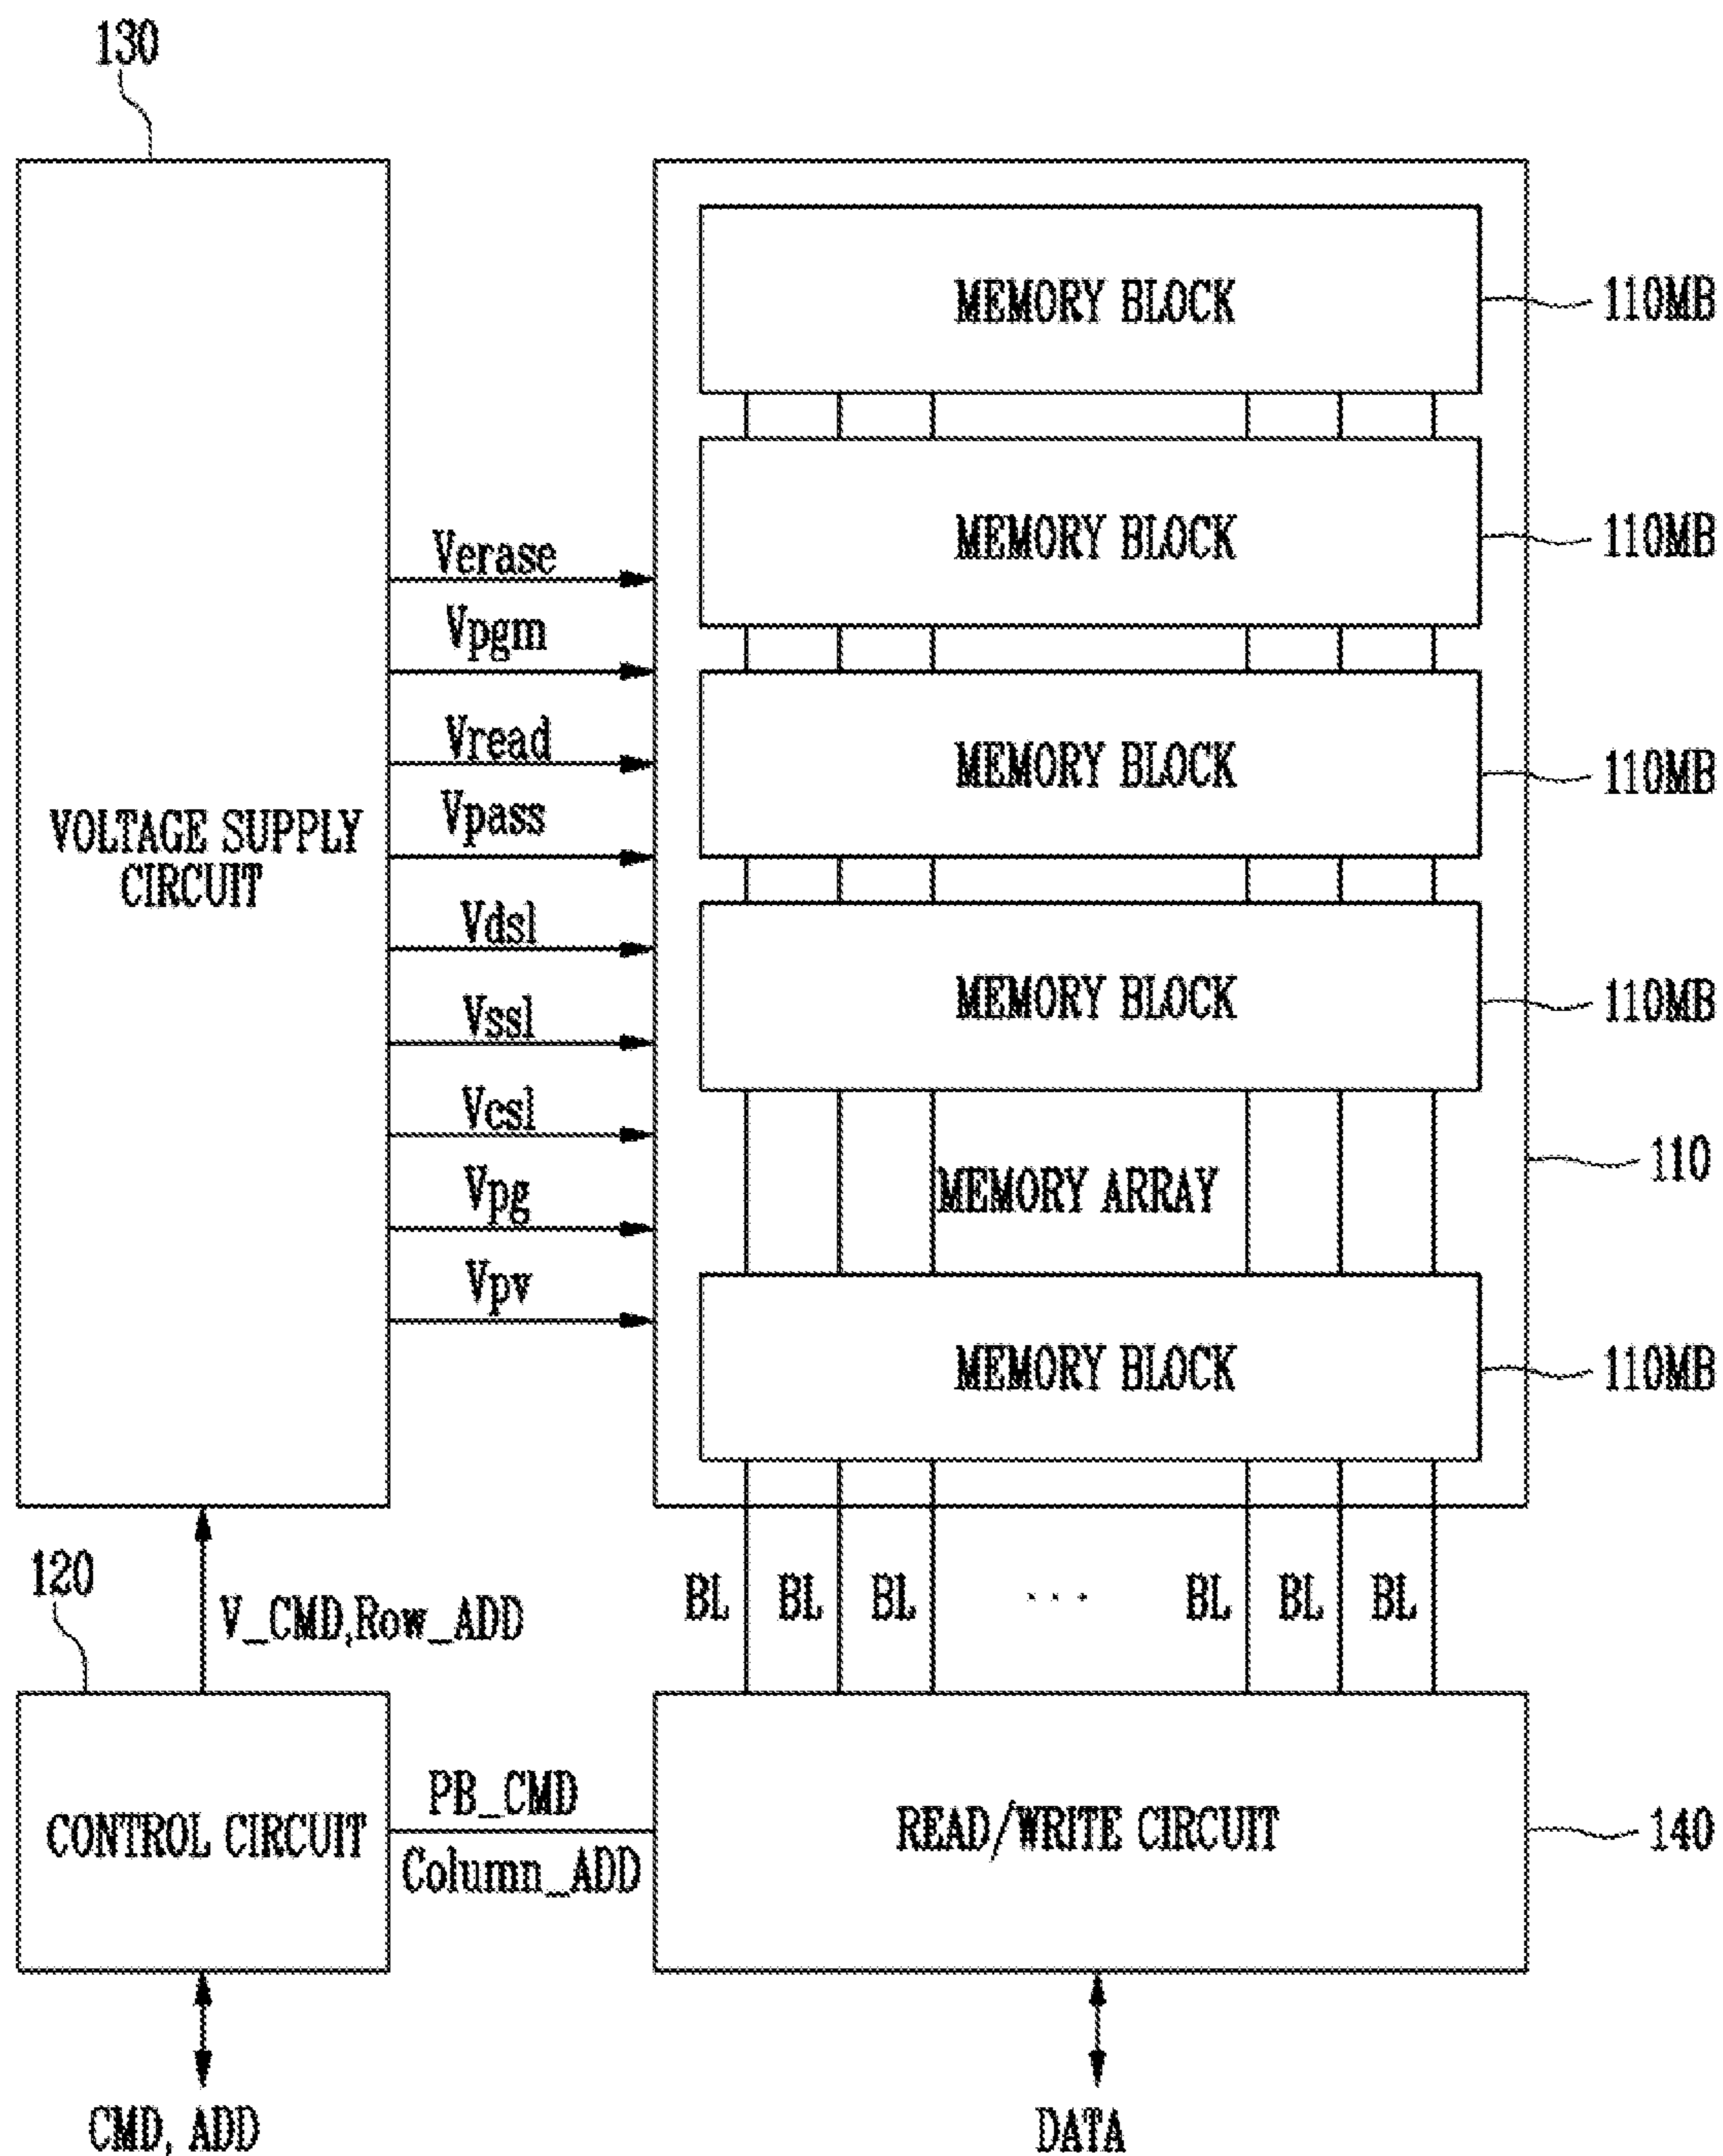 130
MEMORY BLOCK
110MB
MEMORY BLOCK
110MB
Verase
Vpgm
Vread
MEMORY BLOCK
110MB
Vpass
VOLTAGE SUPPLY
CIRCUIT
Vdsl
Vssl
MEMORY BLOCK
110MB
Vcsl
Vpg
MEMORY ARRAY
110
Vpv
MEMORY BLOCK
110MB
120
V_CMD,Row_ADD
BL BL BL ... BL BL BL
CONTROL CIRCUIT
PB_CMD
Column_ADD
READ/WRITE CIRCUIT
140
CMD, ADD
DATA